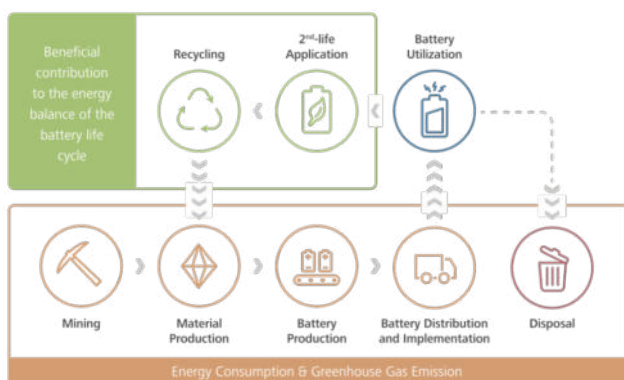 Beneficial
contribution
to the energy
balance of the
battery life
cycle
Recycling
2nd-life
Application
Battery
Utilization
Mining
Material
Production
Battery
Production
Battery Distribution
and Implementation
Disposal
Energy Consumption & Greenhouse Gas Emission